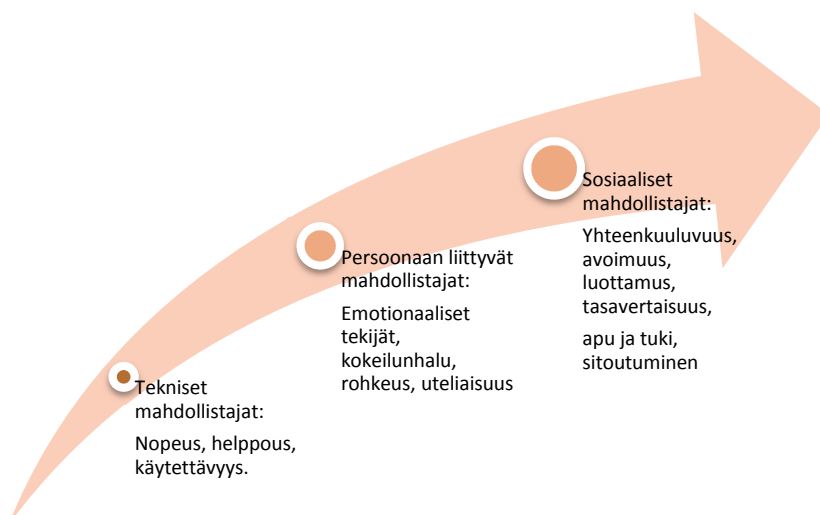 Tekniset
mahdollistajat:
Nopeus, helppous,
käytettävyys.
Persoonaan liittyvät
mahdollistajat:
Emotionaaliset
tekijät,
kokeilunhalu,
rohkeus, uteliaisuus
Sosiaaliset
mahdollistajat:
Yhteenkuuluvuus,
avoimuus,
luottamus,
tasavertaisuus,
apu ja tuki,
sitoutuminen